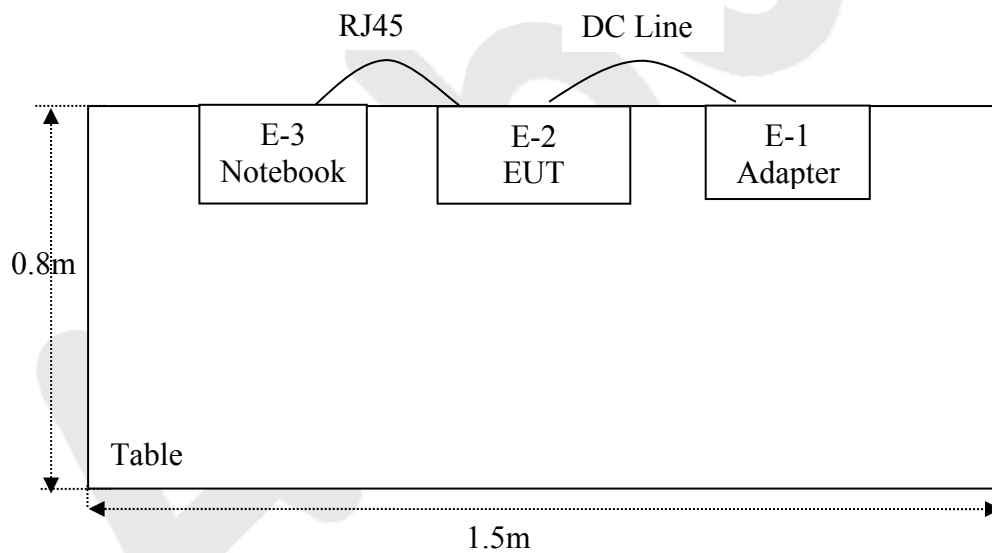 RJ45
DC Line
E-3
Notebook
E-2
EUT
E-1
Adapter
0.8m
Table
1.5m